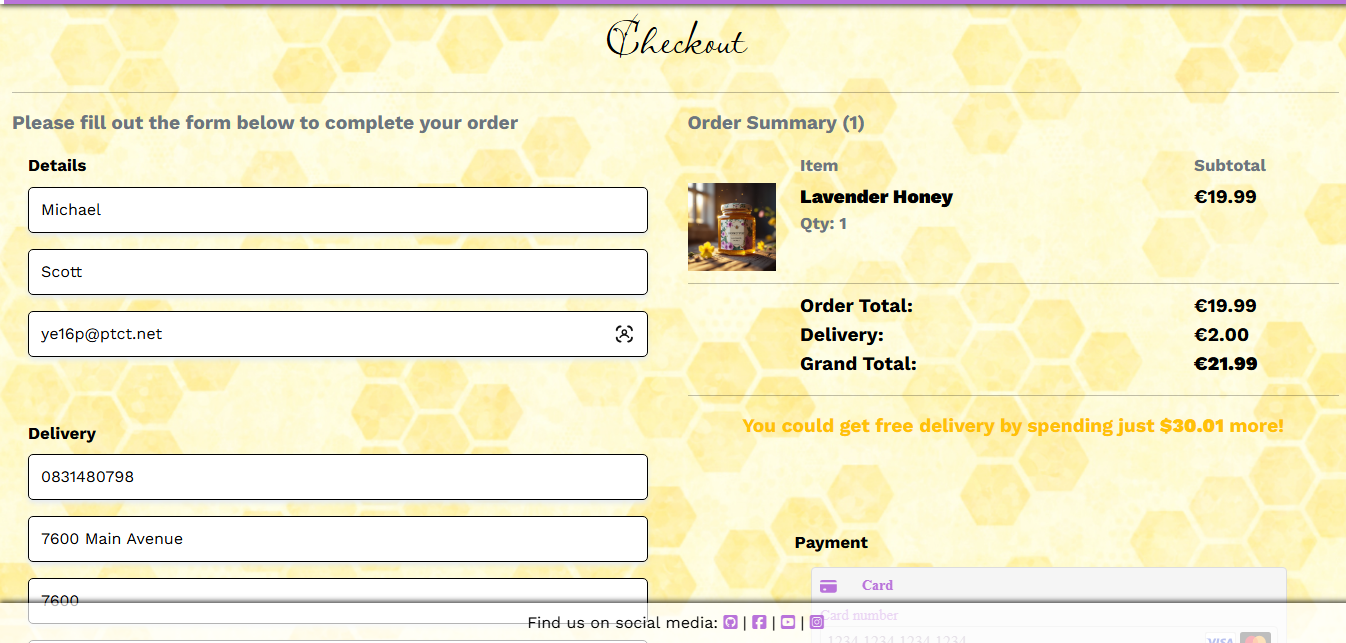 Checkout
Please fill out the form below to complete your order
Details
Michael
Scott
ye16p@ptct.net
Delivery
0831480798
7600 Main Avenue
7600
Order Summary (1)
Item Subtotal
Lavender Honey €19.99
Qty: 1
Order Total: €19.99
Delivery: €2.00
Grand Total: €21.99
You could get free delivery by spending just $30.01 more!
Payment
Card
Card number
1234 1234 1234 1234
VISA
Find us on social media: | | |